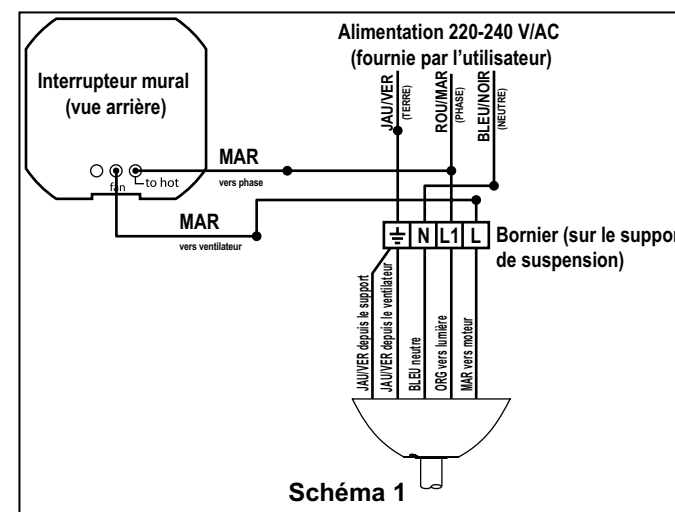 Alimentation 220-240 V/AC
(fournie par l'utilisateur)
Interrupteur mural
(vue arrière)
JAU/VER
(TERRE)
ROU/MAR
(PHASE)
BLEU/NOIR
(NEUTRE)
MAR
vers phase
fan
to hot
MAR
vers ventilateur
N L1 L
Bornier (sur le suppor
de suspension)
JAU/VER depuis le support
JAU/VER depuis le ventilateur
BLEU neutre
ORG vers lumière
MAR vers moteur
Schéma 1